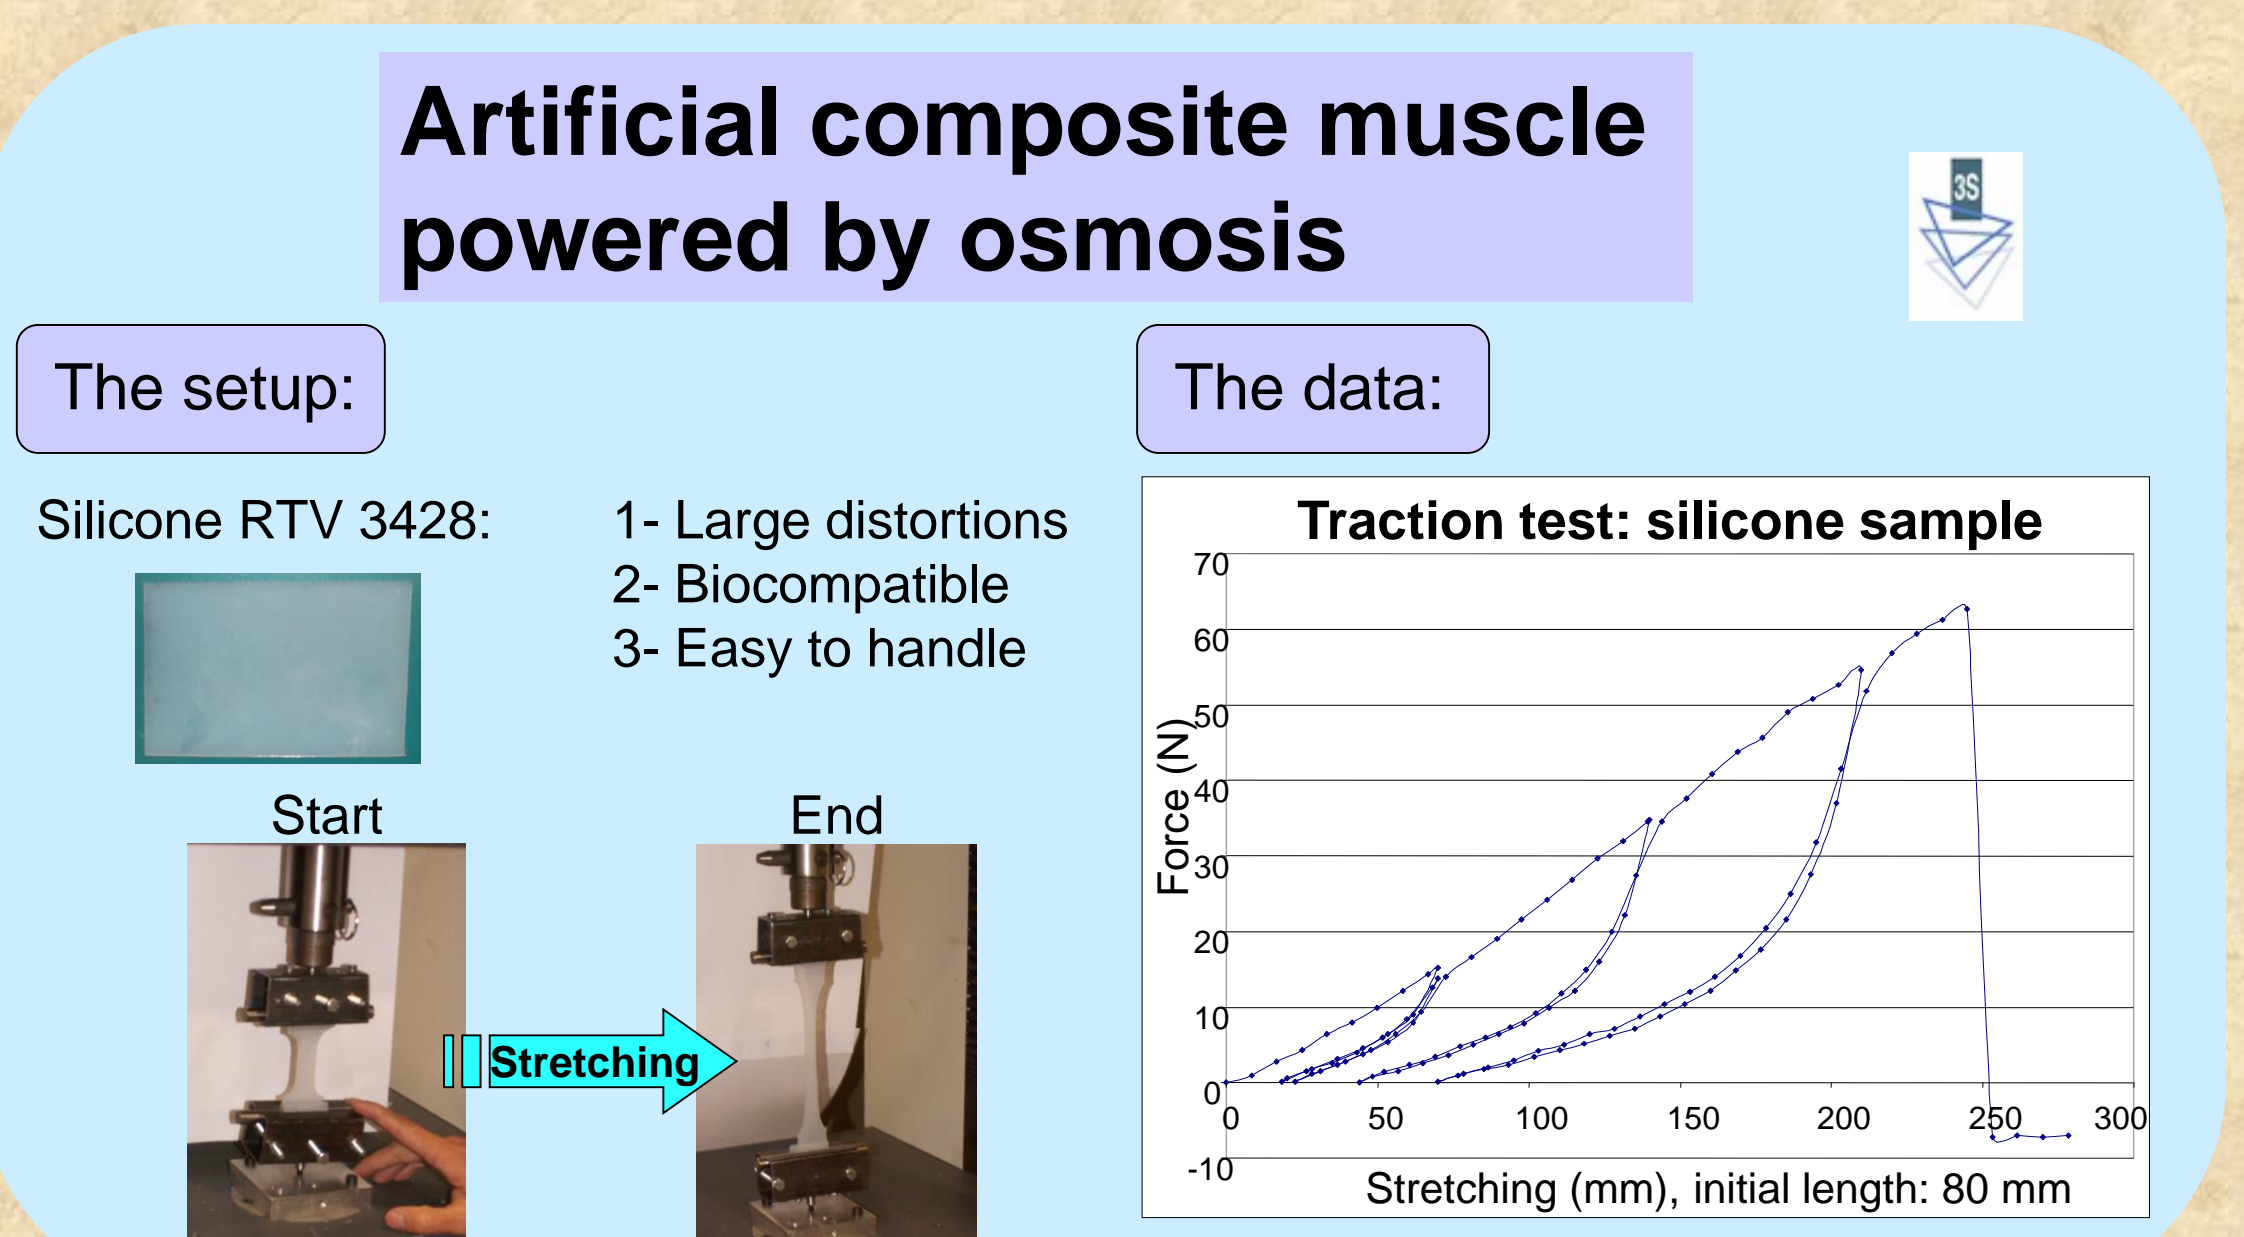 Artificial composite muscle
powered by osmosis
3S
The setup:
Silicone RTV 3428:
1- Large distortions
2- Biocompatible
3- Easy to handle
Start
End
Stretching
The data:
Traction test: silicone sample
Force (N)
70
60
50
40
30
20
10
0
-10
0 50 100 150 200 250 300
Stretching (mm), initial length: 80 mm